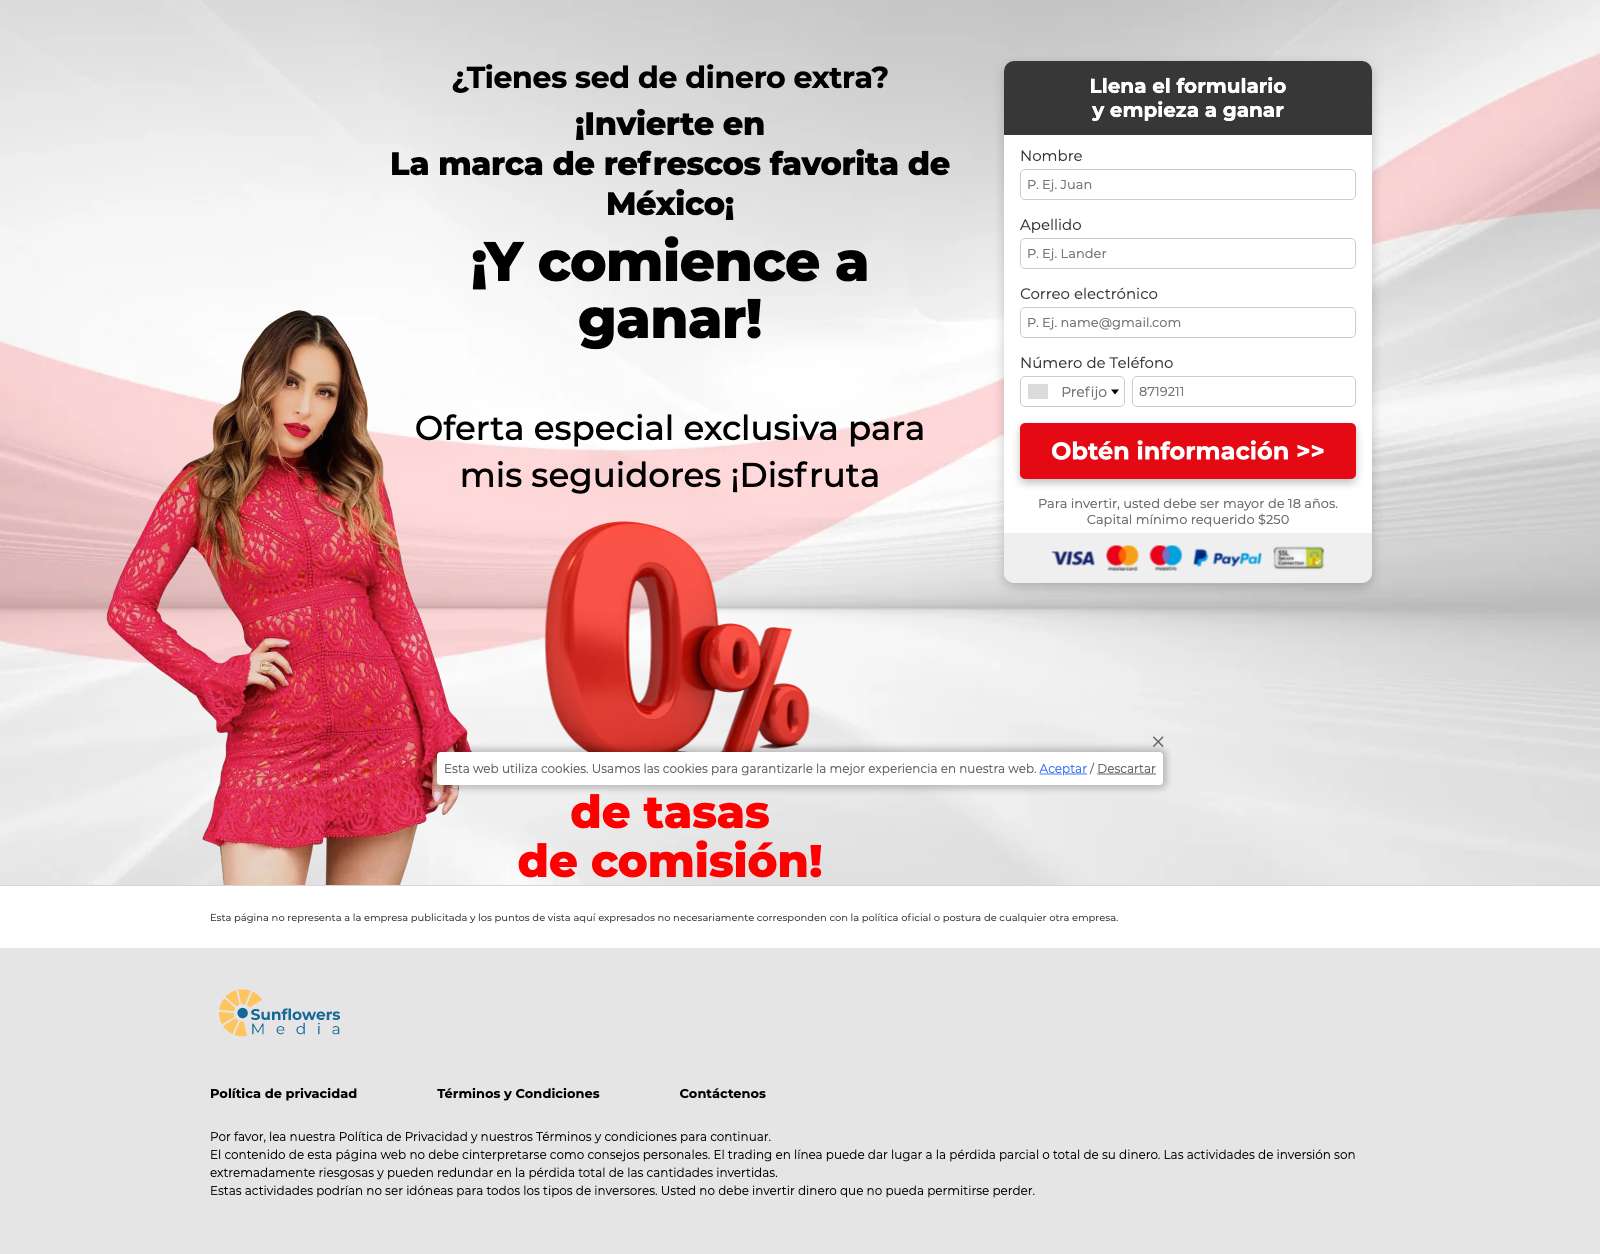 ¿Tienes sed de dinero extra?
¡Invierte en
La marca de refrescos favorita de
México¡
¡Y comience a
ganar!
Oferta especial exclusiva para
mis seguidores ¡Disfruta
0%
de tasas
de comisión!
Llena el formulario
y empieza a ganar
Nombre
P. Ej. Juan
Apellido
P. Ej. Lander
Correo electrónico
P. Ej. name@gmail.com
Número de Teléfono
Prefijo 8719211
Obtén información >>
Para invertir, usted debe ser mayor de 18 años.
Capital mínimo requerido $250
VISA mastercard maestro PayPal SSL Secure Connection
Esta web utiliza cookies. Usamos las cookies para garantizarle la mejor experiencia en nuestra web. Aceptar / Descartar
Esta página no representa a la empresa publicitada y los puntos de vista aquí expresados no necesariamente corresponden con la política oficial o postura de cualquier otra empresa.
Sunflowers
Media
Política de privacidad Términos y Condiciones Contáctenos
Por favor, lea nuestra Política de Privacidad y nuestros Términos y condiciones para continuar.
El contenido de esta página web no debe cinterpretarse como consejos personales. El trading en línea puede dar lugar a la pérdida parcial o total de su dinero. Las actividades de inversión son
extremadamente riesgosas y pueden redundar en la pérdida total de las cantidades invertidas.
Estas actividades podrían no ser idóneas para todos los tipos de inversores. Usted no debe invertir dinero que no pueda permitirse perder.